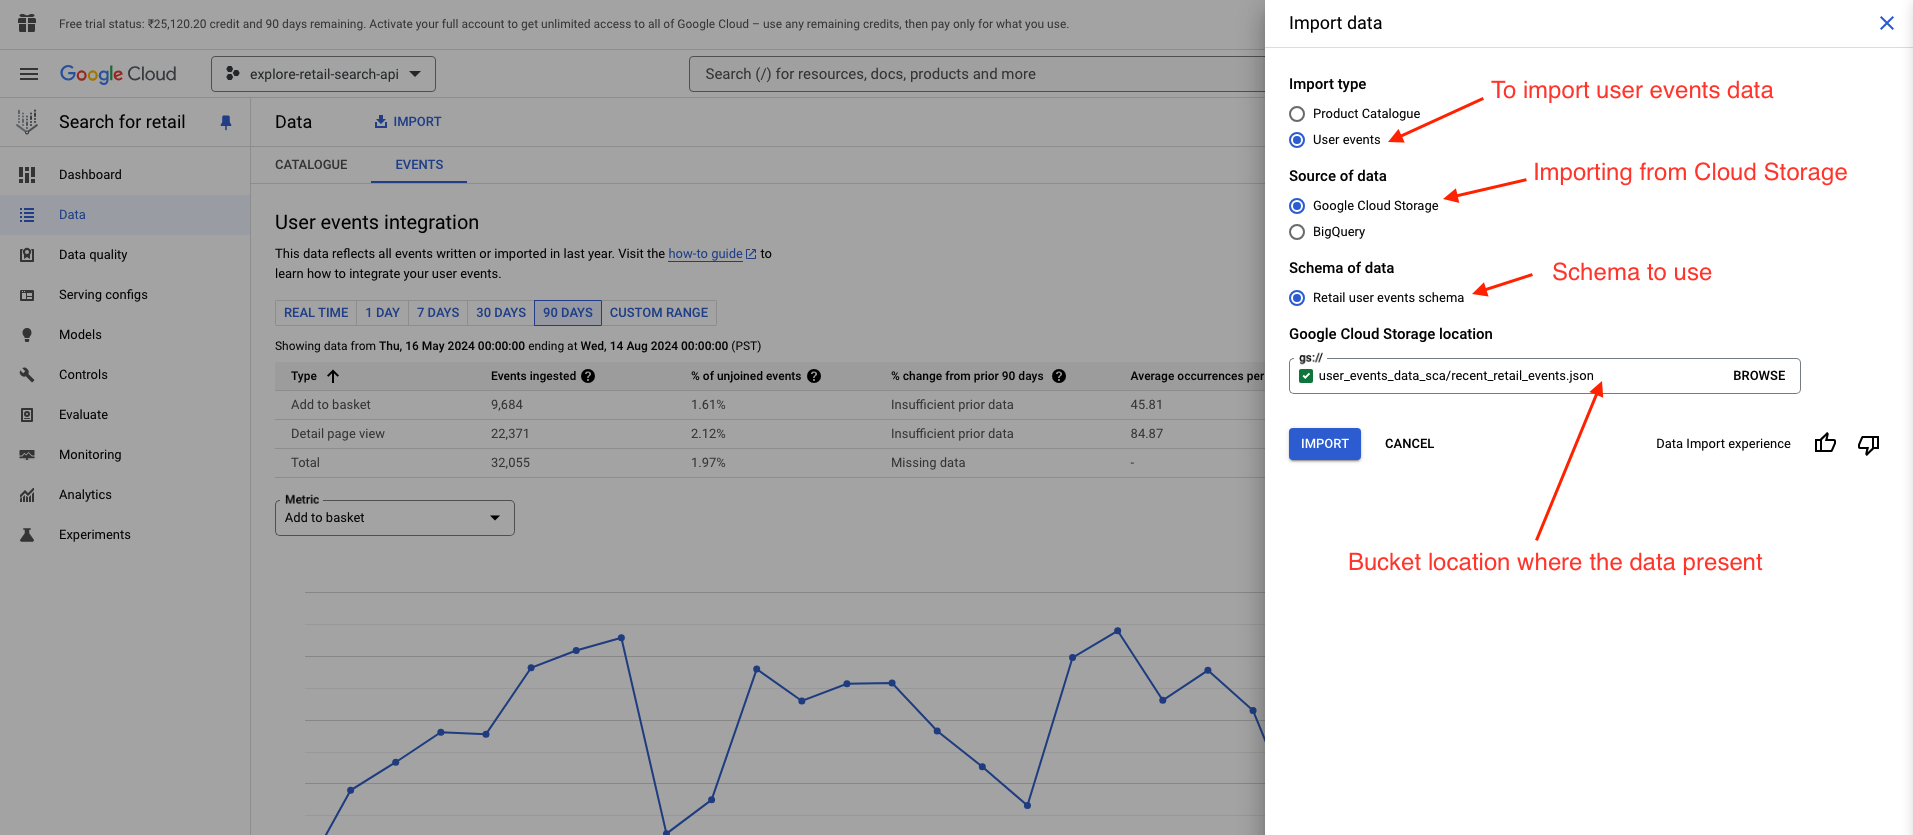 Free trial status: ₹25,120.20 credit and 90 days remaining. Activate your full account to get unlimited access to all of Google Cloud – use any remaining credits, then pay only for what you use.
Google Cloud
explore-retail-search-api
Search (/) for resources, docs, products and more
Search for retail
Dashboard
Data
Data quality
Serving configs
Models
Controls
Evaluate
Monitoring
Analytics
Experiments
Data
IMPORT
CATALOGUE
EVENTS
User events integration
This data reflects all events written or imported in last year. Visit the how-to guide to
learn how to integrate your user events.
REAL TIME 1 DAY 7 DAYS 30 DAYS 90 DAYS CUSTOM RANGE
Showing data from Thu, 16 May 2024 00:00:00 ending at Wed, 14 Aug 2024 00:00:00 (PST)
Type Events ingested % of unjoined events % change from prior 90 days Average occurrences per
Add to basket 9,684 1.61% Insufficient prior data 45.81
Detail page view 22,371 2.12% Insufficient prior data 84.87
Total 32,055 1.97% Missing data -
Metric
Add to basket
Import data
Import type
Product Catalogue
User events
To import user events data
Source of data
Google Cloud Storage
Importing from Cloud Storage
BigQuery
Schema of data
Retail user events schema
Schema to use
Google Cloud Storage location
gs://
user_events_data_sca/recent_retail_events.json
BROWSE
IMPORT
CANCEL
Data Import experience
Bucket location where the data present